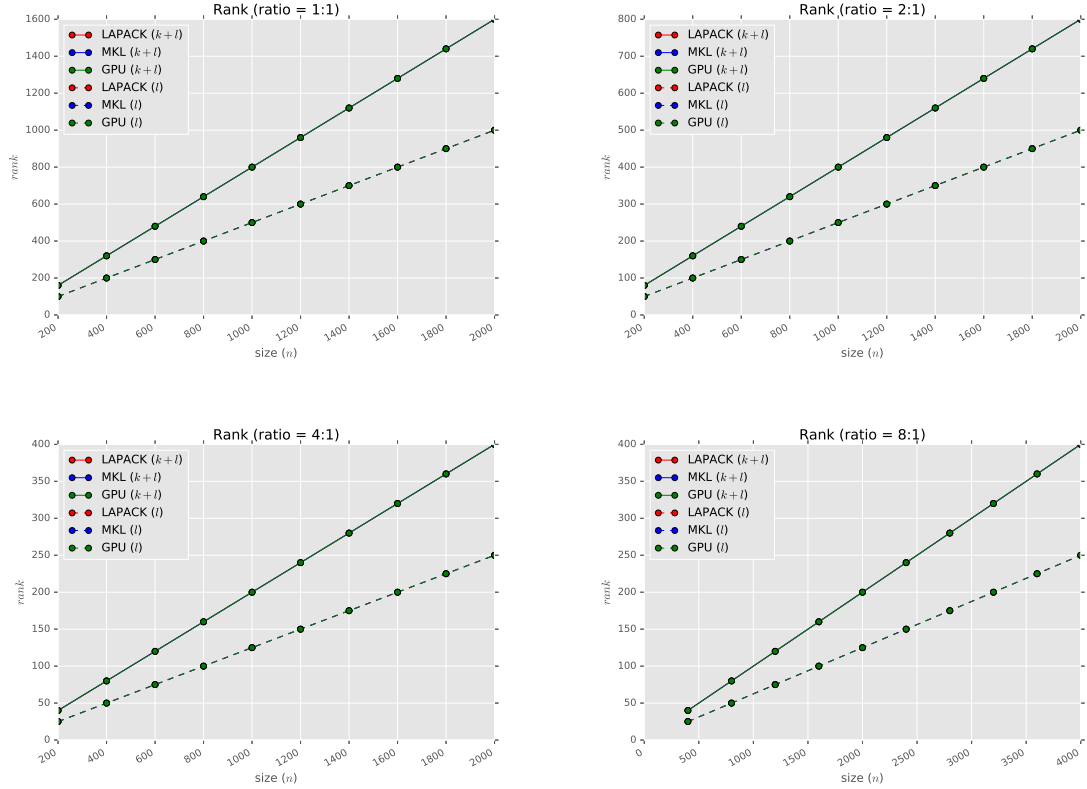 Rank (ratio = 1:1)
1600
1400
1200
1000
800
600
400
200
0
rank
LAPACK (k+l)
MKL (k+l)
GPU (k+l)
LAPACK (l)
MKL (l)
GPU (l)
200 400 600 800 1000 1200 1400 1600 1800 2000
size (n)
Rank (ratio = 2:1)
800
700
600
500
400
300
200
100
0
rank
LAPACK (k+l)
MKL (k+l)
GPU (k+l)
LAPACK (l)
MKL (l)
GPU (l)
200 400 600 800 1000 1200 1400 1600 1800 2000
size (n)
Rank (ratio = 4:1)
400
350
300
250
200
150
100
50
0
rank
LAPACK (k+l)
MKL (k+l)
GPU (k+l)
LAPACK (l)
MKL (l)
GPU (l)
200 400 600 800 1000 1200 1400 1600 1800 2000
size (n)
Rank (ratio = 8:1)
400
350
300
250
200
150
100
50
0
rank
LAPACK (k+l)
MKL (k+l)
GPU (k+l)
LAPACK (l)
MKL (l)
GPU (l)
0 500 1000 1500 2000 2500 3000 3500 4000
size (n)